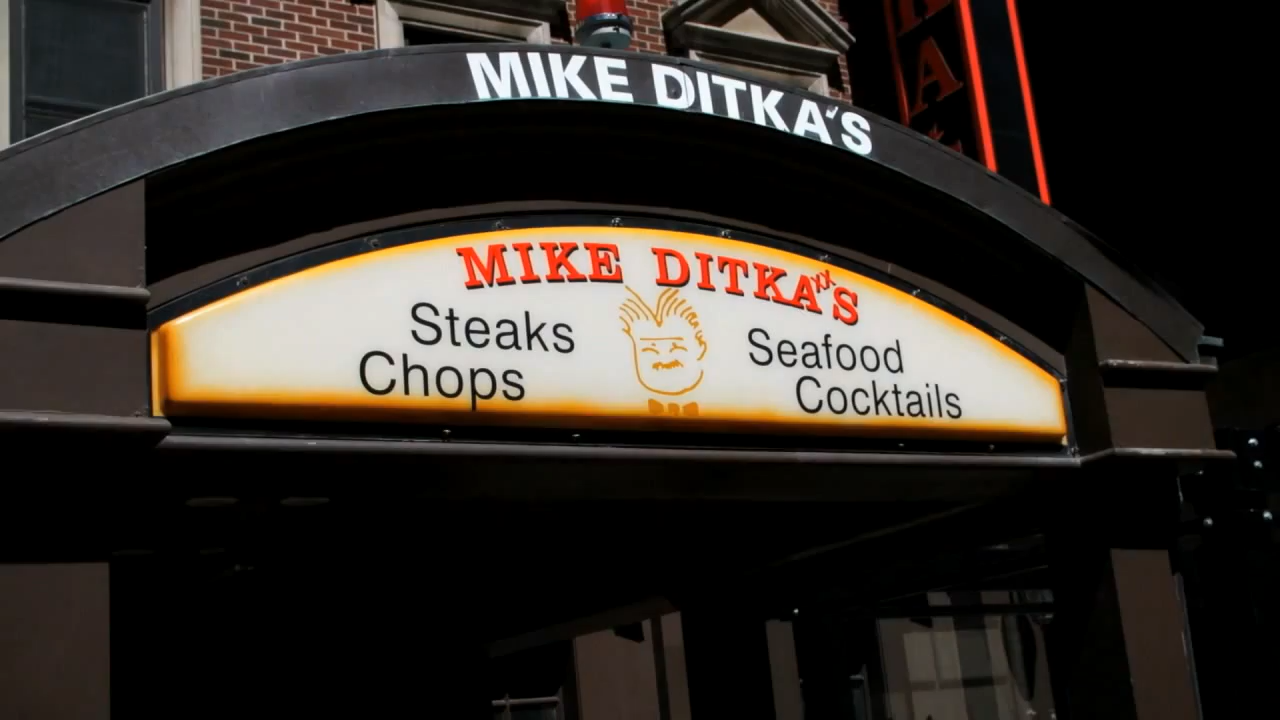 MIKE DITKA'S
MIKE DITKA'S
Steaks
Chops
Seafood
Cocktails